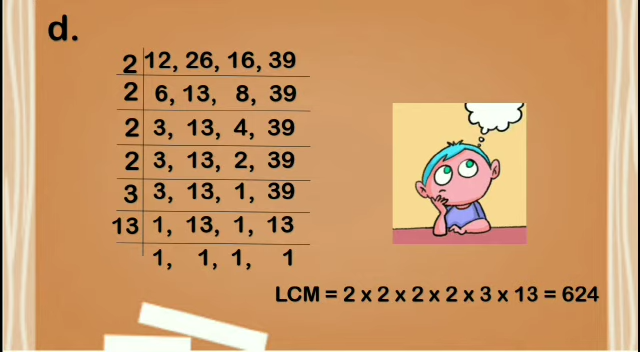 d.
2 12, 26, 16, 39
2 6, 13, 8, 39
2 3, 13, 4, 39
2 3, 13, 2, 39
3 3, 13, 1, 39
13 1, 13, 1, 13
1, 1, 1, 1
LCM = 2 x 2 x 2 x 2 x 3 x 13 = 624